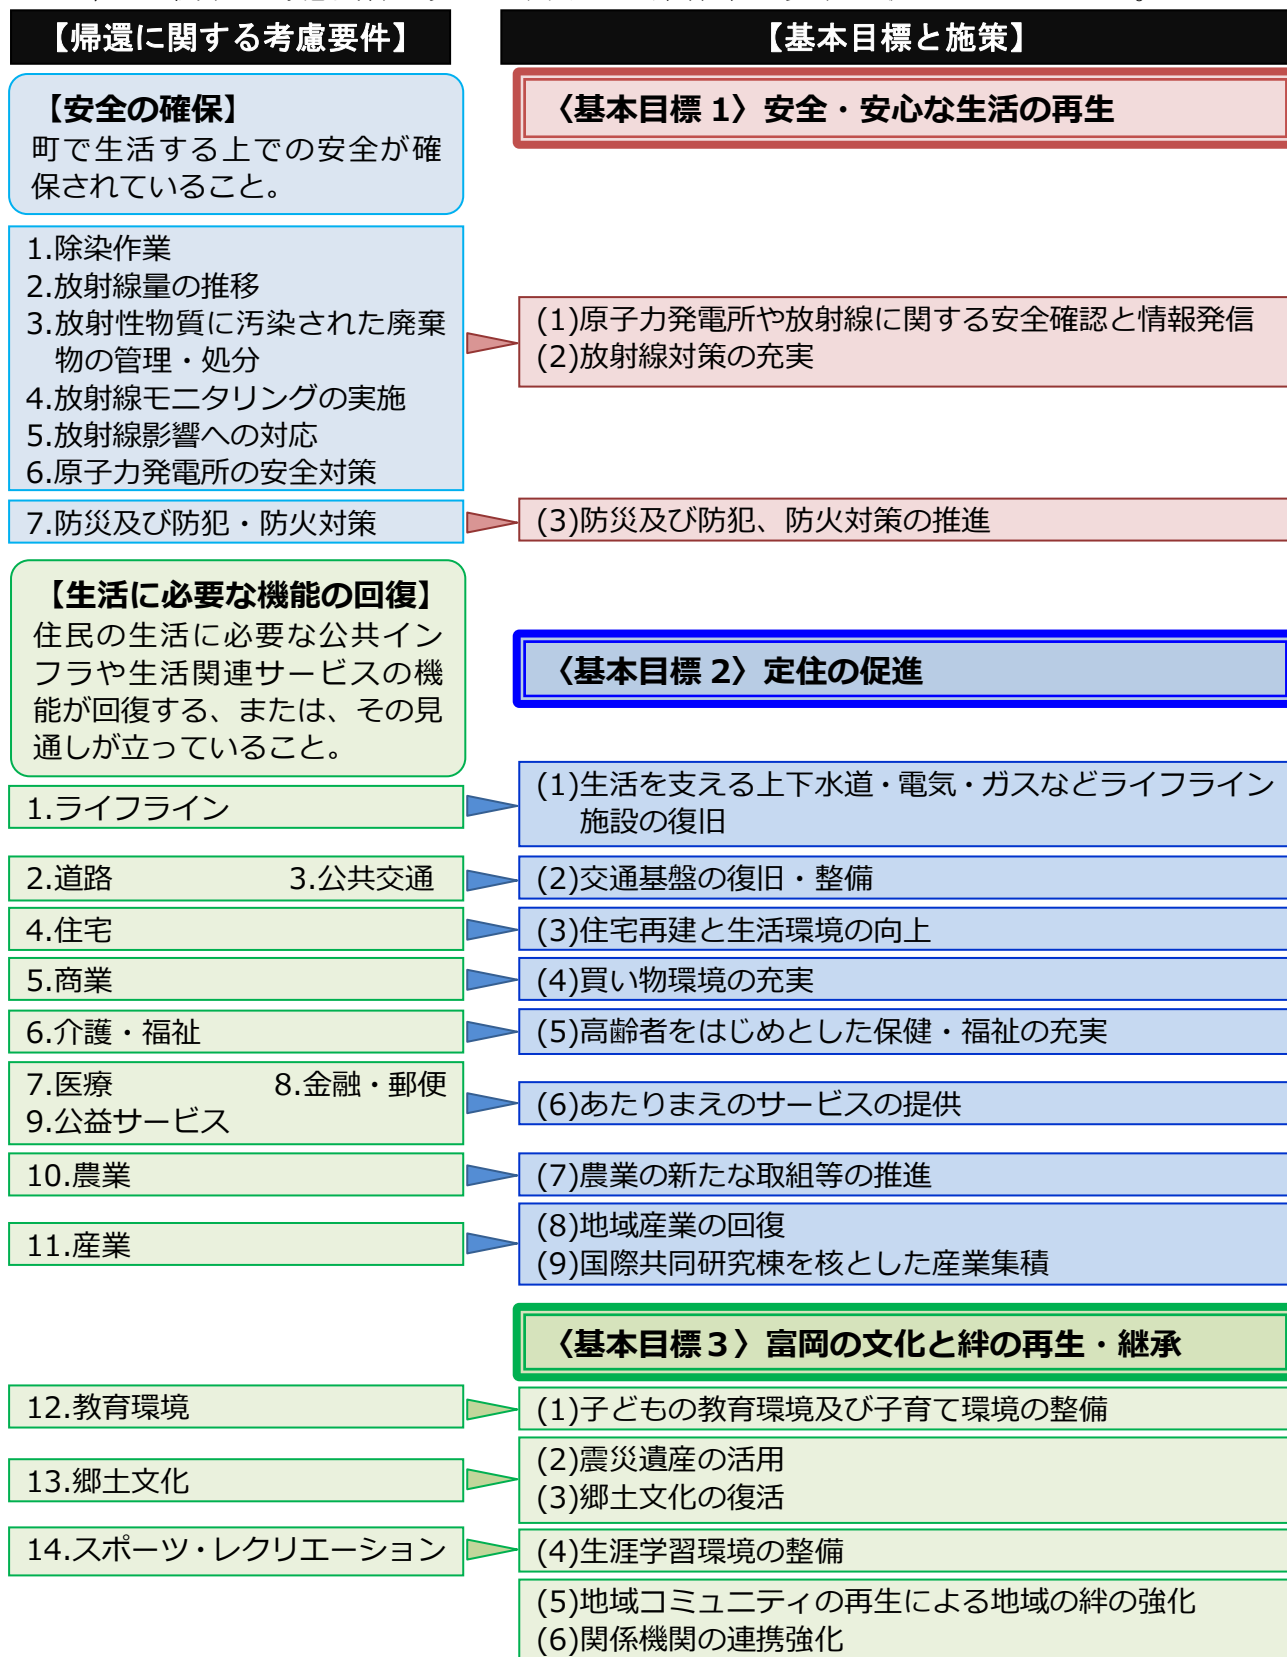 【帰還に関する考慮要件】
【基本目標と施策】
【安全の確保】
町で生活する上での安全が確
保されていること。
〈基本目標 1〉安全・安心な生活の再生
1.除染作業
2.放射線量の推移
3.放射性物質に汚染された廃棄
物の管理・処分
4.放射線モニタリングの実施
5.放射線影響への対応
6.原子力発電所の安全対策
(1)原子力発電所や放射線に関する安全確認と情報発信
(2)放射線対策の充実
7.防災及び防犯・防火対策
(3)防災及び防犯、防火対策の推進
【生活に必要な機能の回復】
住民の生活に必要な公共イン
フラや生活関連サービスの機
能が回復する、または、その見
通しが立っていること。
〈基本目標 2〉定住の促進
1.ライフライン
(1)生活を支える上下水道・電気・ガスなどライフライン
施設の復旧
2.道路 3.公共交通
(2)交通基盤の復旧・整備
4.住宅
(3)住宅再建と生活環境の向上
5.商業
(4)買い物環境の充実
6.介護・福祉
(5)高齢者をはじめとした保健・福祉の充実
7.医療 8.金融・郵便
9.公益サービス
(6)あたりまえのサービスの提供
10.農業
(7)農業の新たな取組等の推進
11.産業
(8)地域産業の回復
(9)国際共同研究棟を核とした産業集積
〈基本目標３〉富岡の文化と絆の再生・継承
12.教育環境
(1)子どもの教育環境及び子育て環境の整備
13.郷土文化
(2)震災遺産の活用
(3)郷土文化の復活
14.スポーツ・レクリエーション
(4)生涯学習環境の整備
(5)地域コミュニティの再生による地域の絆の強化
(6)関係機関の連携強化